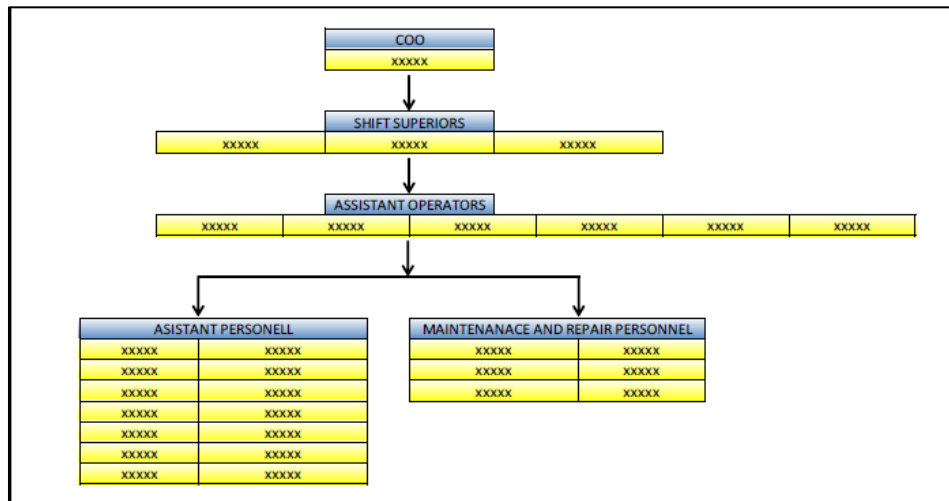 COO
xxxxx
SHIFT SUPERIORS
xxxxx xxxxx xxxxx
ASSISTANT OPERATORS
xxxxx xxxxx xxxxx xxxxx xxxxx xxxxx
ASISTANT PERSONELL
xxxxx xxxxx
xxxxx xxxxx
xxxxx xxxxx
xxxxx xxxxx
xxxxx xxxxx
xxxxx xxxxx
xxxxx xxxxx
MAINTENANACE AND REPAIR PERSONNEL
xxxxx xxxxx
xxxxx xxxxx
xxxxx xxxxx